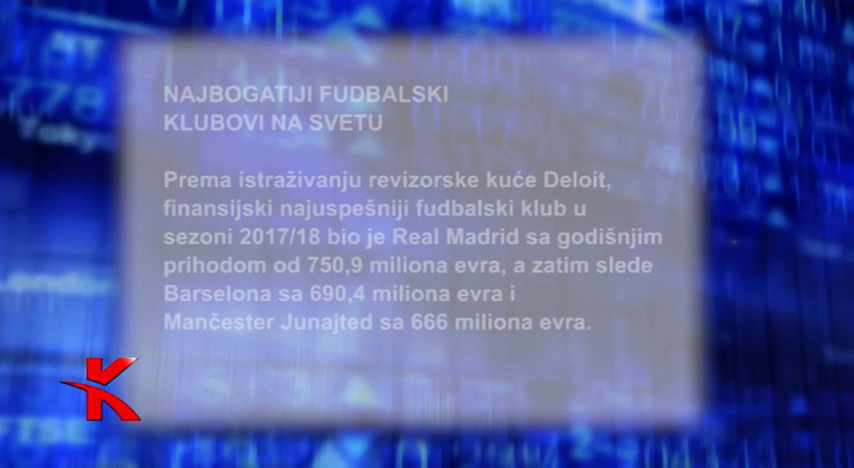 NAJBOGATIJI FUDBALSKI
KLUBOVI NA SVETU
Prema istraživanju revizorske kuće Deloit,
finansijski najuspešniji fudbalski klub u
sezoni 2017/18 bio je Real Madrid sa godišnjim
prihodom od 750,9 miliona evra, a zatim slede
Barselona sa 690,4 miliona evra i
Mančester Junajted sa 666 miliona evra.
K
FTSE